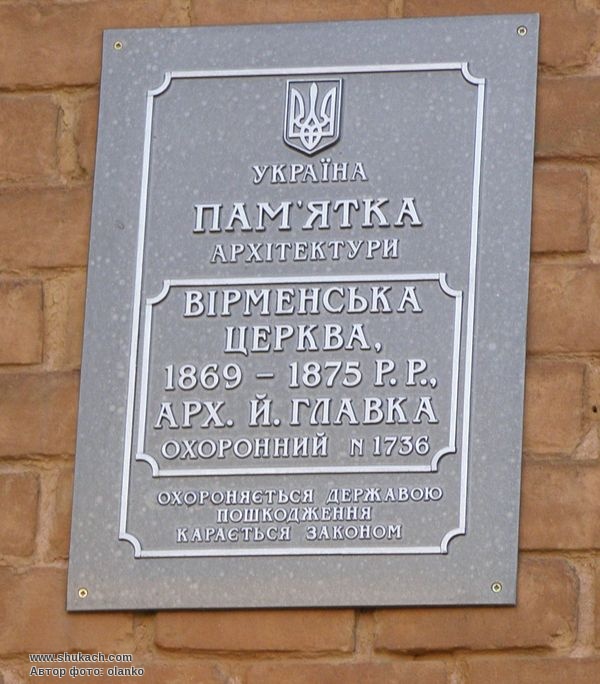 УКРАЇНА
ПАМ'ЯТКА
АРХІТЕКТУРИ
ВІРМЕНСЬКА
ЦЕРКВА,
1869 – 1875 Р.Р.,
АРХ. Й. ГЛАВКА
ОХОРОННИЙ N 1736
ОХОРОНЯЄТЬСЯ ДЕРЖАВОЮ
ПОШКОДЖЕННЯ
КАРАЄТЬСЯ ЗАКОНОМ
www.shukach.com
Автор фото: olanko